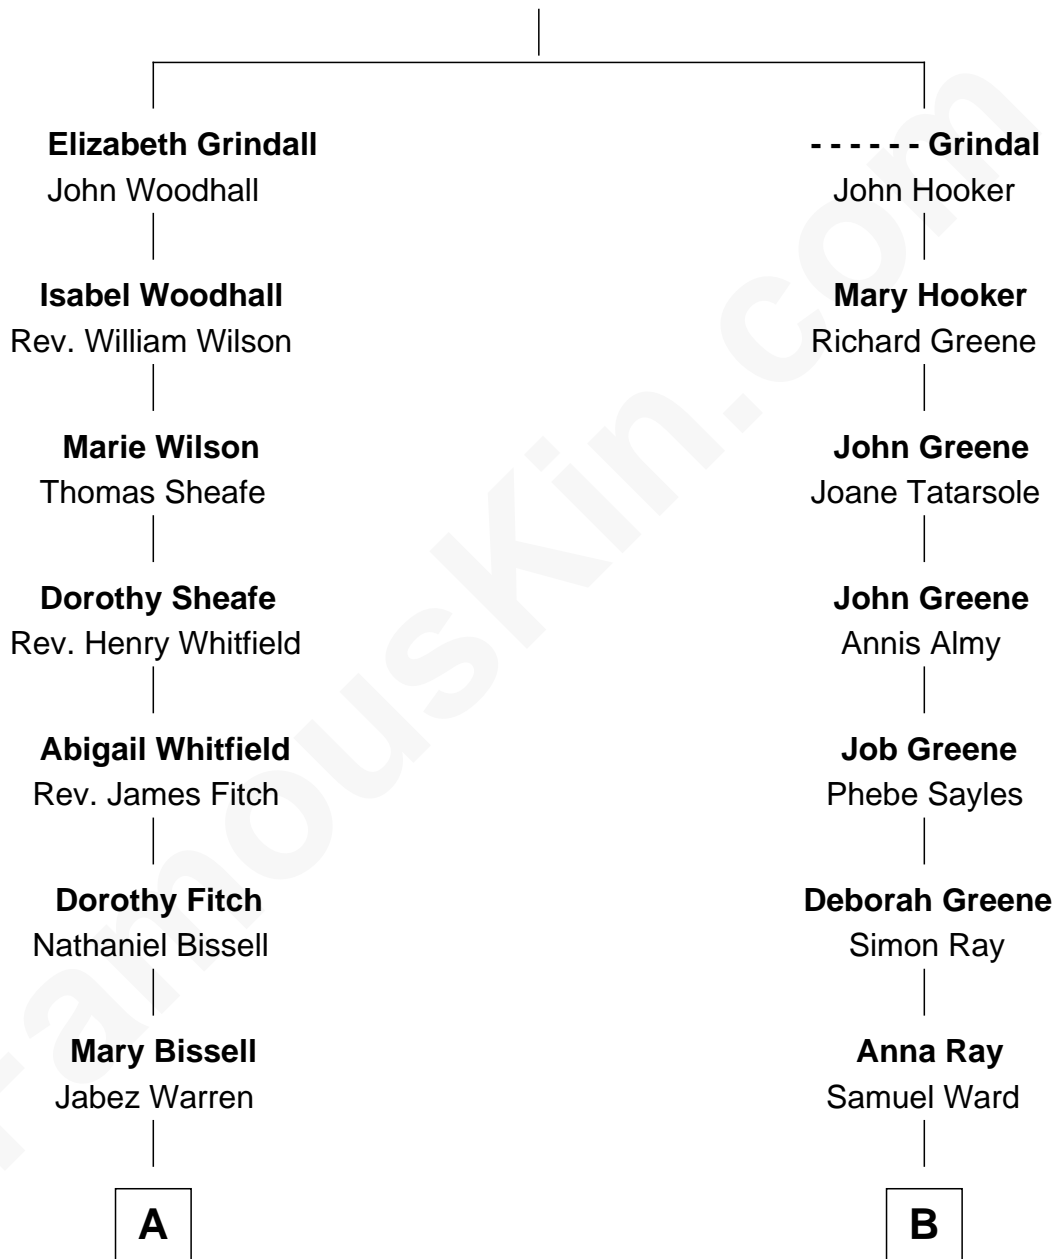 Elizabeth Grindall
John Woodhall
Isabel Woodhall
Rev. William Wilson
Marie Wilson
Thomas Sheafe
Dorothy Sheafe
Rev. Henry Whitfield
Abigail Whitfield
Rev. James Fitch
Dorothy Fitch
Nathaniel Bissell
Mary Bissell
Jabez Warren
A
- - - - - - Grindal
John Hooker
Mary Hooker
Richard Greene
John Greene
Joane Tatarsole
John Greene
Annis Almy
Job Greene
Phebe Sayles
Deborah Greene
Simon Ray
Anna Ray
Samuel Ward
B
FamousKin.com